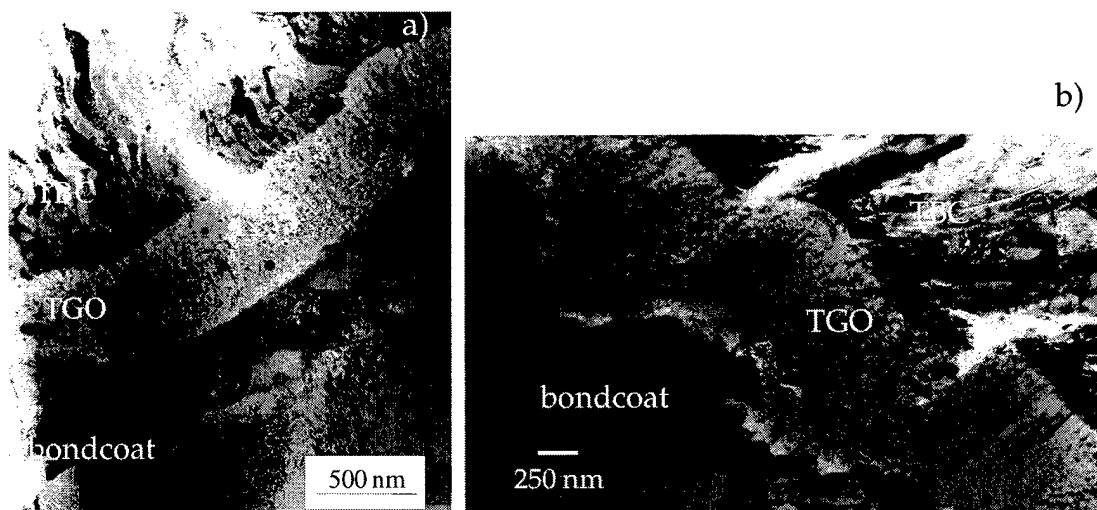 a)
TBC
TGO
bondcoat
500 nm
b)
TBC
TGO
bondcoat
250 nm